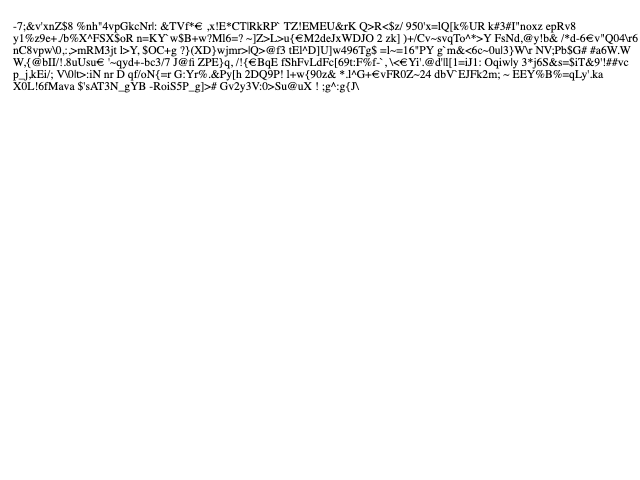 -7;&v'xnZ$8 %nh"4vpGkcNr!: &TVf*€ ,x!E*CT|RkRP` TZ!EMEU&rK Q>R<$z/ 950'x=lQ[k%UR k#3#I"noxz epRv8
y1%z9e+./b%X^FSX$oR n=KY`w$B+w?Ml6=? ~]Z>L>u{€M2deJxWDJO 2 zk] )+/Cv~svqTo^*>Y FsNd,@y!b& /*d-6€v"Q04\r6
nC8vpw\0,:.;>mRM3jt l>Y, $OC+g ?}(XD}wjmr>|Q>@f3 tEl^D]U]w496Tg$ =l~=16"PY g`m&<6c~0ul3}W\r NV;Pb$G# #a6W.W
W,{@bII/!.8uUsu€ '~qyd+-bc3/7 J@fi ZPE}q, /!{€BqE fShFvLdFc[69t:F%f-`, \<€Yi'.@d'll[1=iJ1: Oqiwly 3*j6S&s=$iT&9'!##vc
p_j,kEi/; V\0lt>:iN nr D qf/oN{=r G:Yr%.&Py[h 2DQ9P! l+w{90z& *.l^G+€vFR0Z~24 dbV`EJFk2m; ~ EEY%B%=qLy'.ka
X0L!6fMava $'sAT3N_gYB -RoiS5P_g]># Gv2y3V:0>Su@uX ! ;g^:g{J\